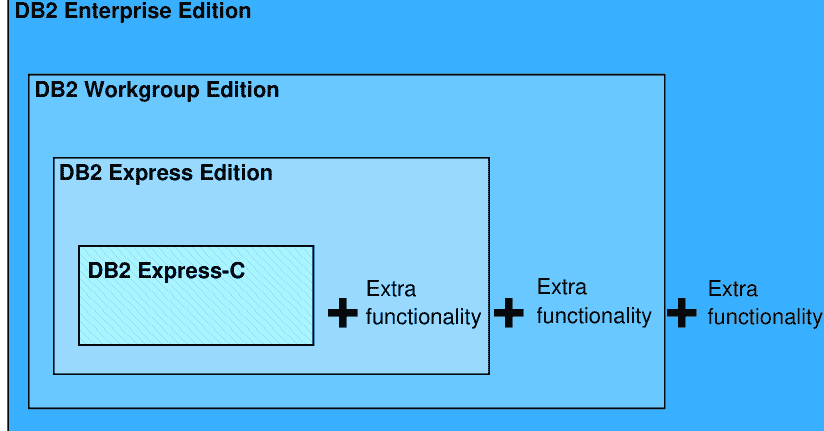 DB2 Enterprise Edition
DB2 Workgroup Edition
DB2 Express Edition
DB2 Express-C
+ Extra
functionality
+ Extra
functionality
+ Extra
functionality